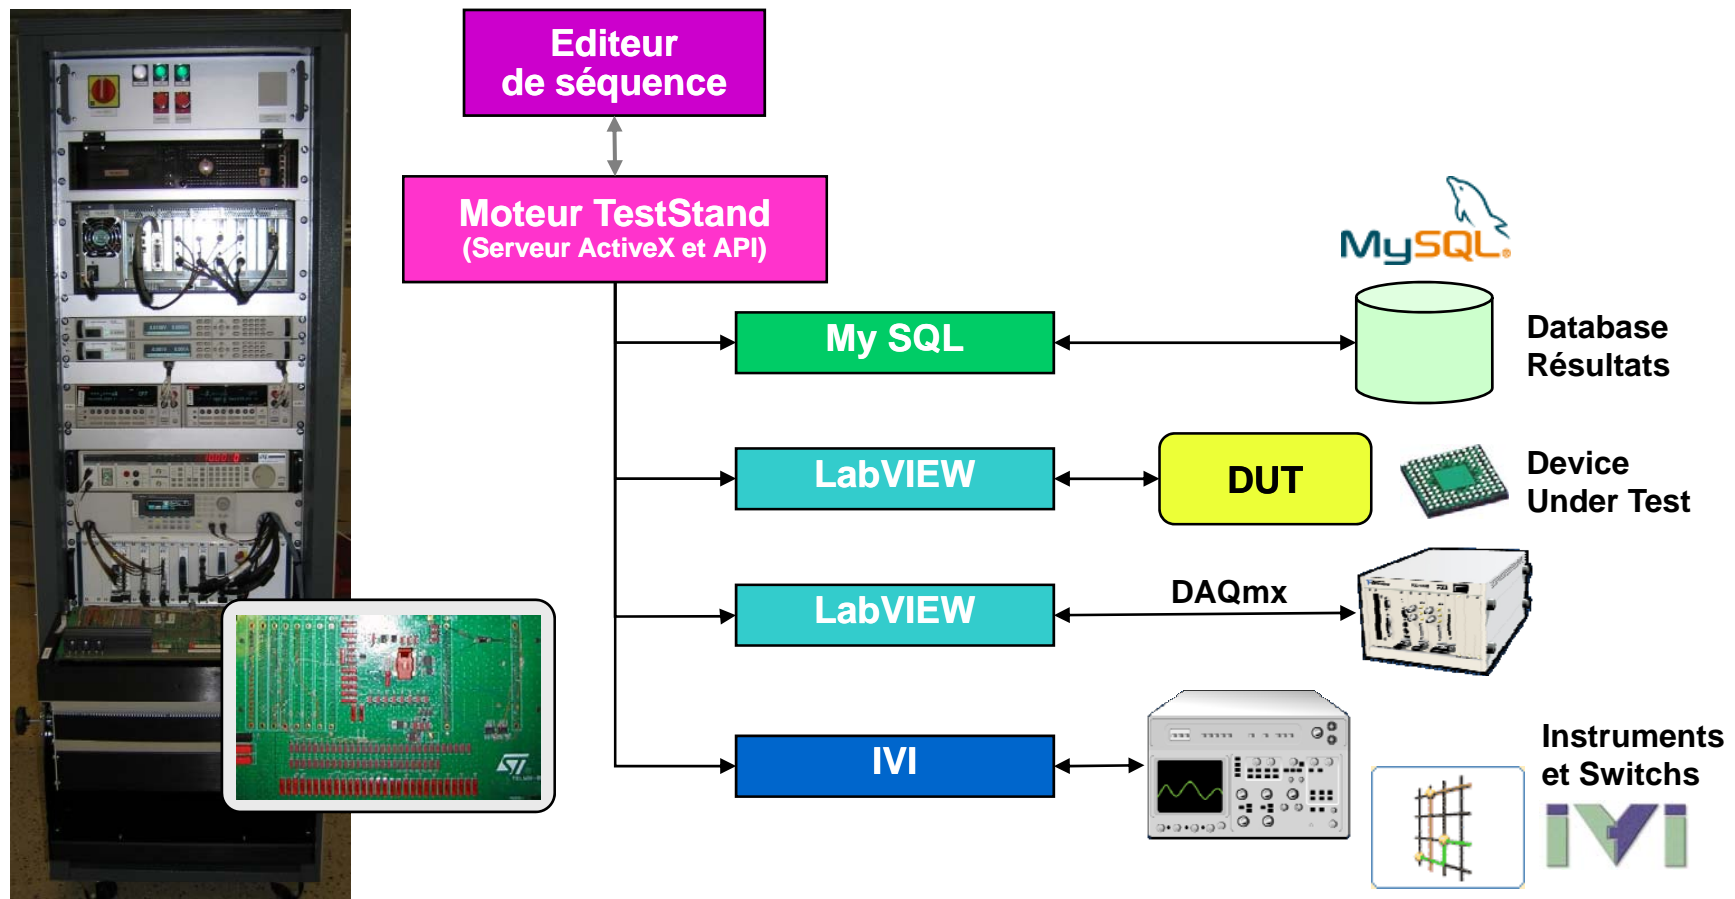 Editeur
de séquence
Moteur TestStand
(Serveur ActiveX et API)
MySQL
My SQL
Database
Résultats
LabVIEW
DUT
Device
Under Test
LabVIEW
DAQmx
IVI
Instruments
et Switchs
IVI
ST